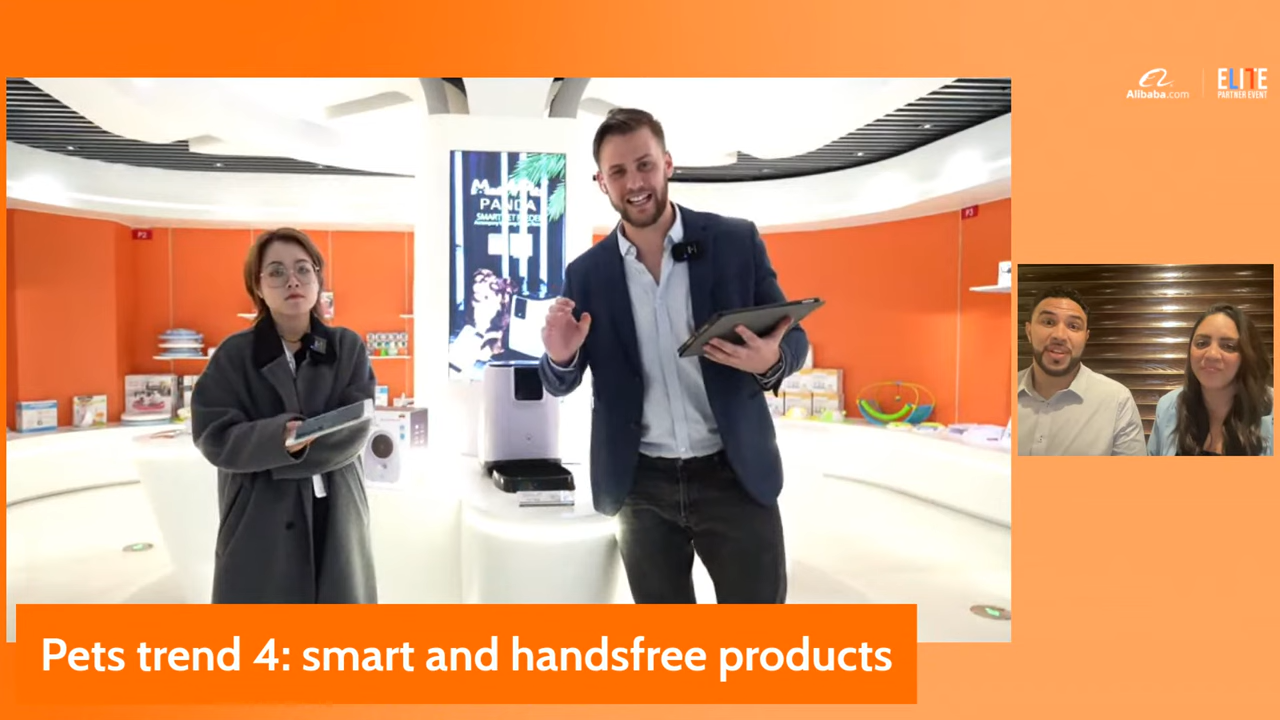 Alibaba.com
ELITE
PARTNER EVENT
P2
P3
PANDA
Pets trend 4: smart and handsfree products